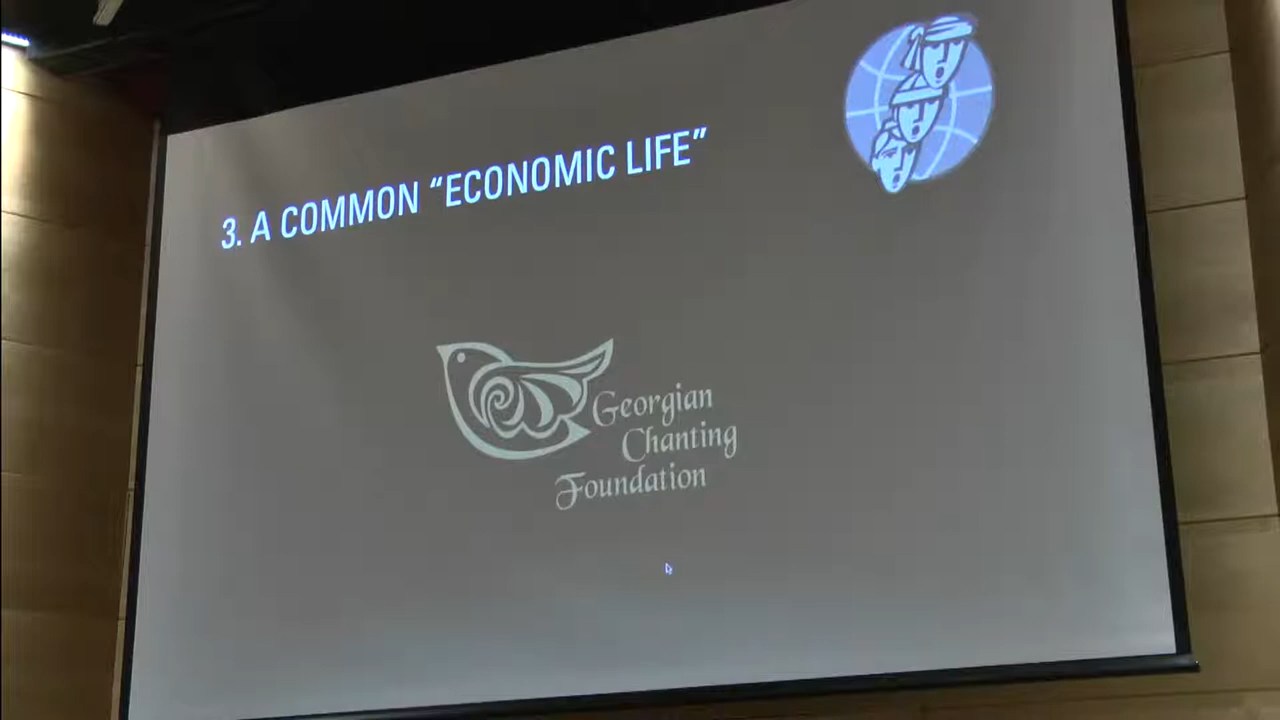 3. A COMMON “ECONOMIC LIFE”
Georgian
Chanting
Foundation